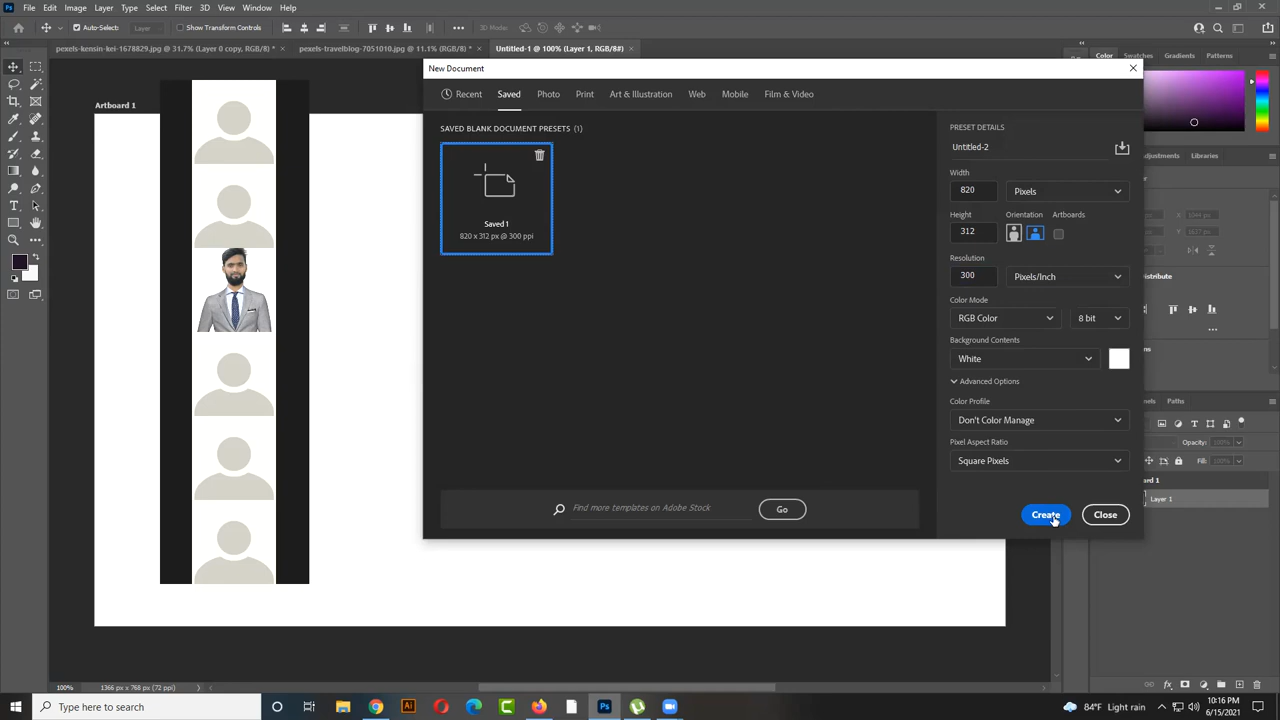 File Edit Image Layer Type Select Filter 3D View Window Help
Auto-Select: Layer Show Transform Controls 3D Mode:
pexels-kensin-kei-1678829.jpg @ 31.7% (Layer 0 copy, RGB/8) * × pexels-travelblog-7051010.jpg @ 11.1% (RGB/8) * × Untitled-1 @ 100% (Layer 1, RGB/8#) ×
Color Swatches Gradients Patterns
New Document
Recent Saved Photo Print Art & Illustration Web Mobile Film & Video
Artboard 1
SAVED BLANK DOCUMENT PRESETS (1)
Saved 1
820 x 312 px @ 300 ppi
PRESET DETAILS
Untitled-2
Width
820 Pixels
Height Orientation Artboards
312
Resolution
300 Pixels/Inch
Color Mode
RGB Color 8 bit
Background Contents
White
Advanced Options
Color Profile
Don't Color Manage
Pixel Aspect Ratio
Square Pixels
Find more templates on Adobe Stock Go
Create Close
Libraries
Paths
Opacity: 100%
Fill: 100%
Layer 1
100% 1366 px x 768 px (72 ppi)
Type here to search
84°F Light rain
10:16 PM
6/15/2021